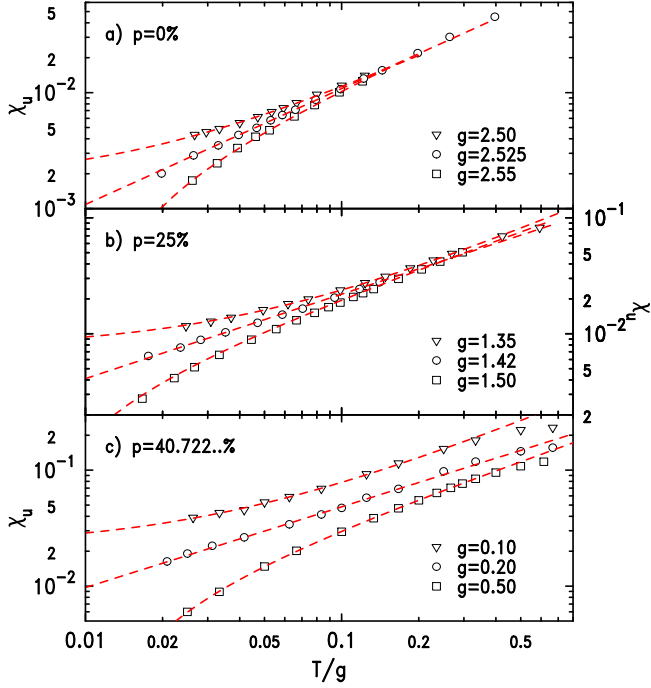 5
a) p=0%
2
χu
10⁻²
5
g=2.50
g=2.525
2
g=2.55
10⁻³
10⁻¹
b) p=25%
5
χu
2
10⁻²
g=1.35
5
g=1.42
g=1.50
2
2
c) p=40.722..%
10⁻¹
χu
5
2
g=0.10
g=0.20
10⁻²
g=0.50
0.01
0.02
0.05
0.1
0.2
0.5
T/g